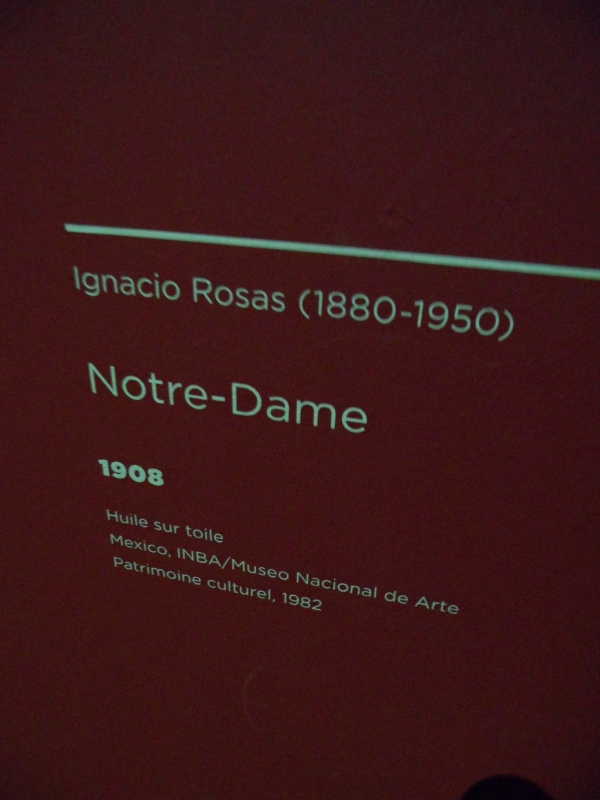 Ignacio Rosas (1880-1950)
Notre-Dame
1908
Huile sur toile
Mexico, INBA/Museo Nacional de Arte
Patrimoine culturel, 1982